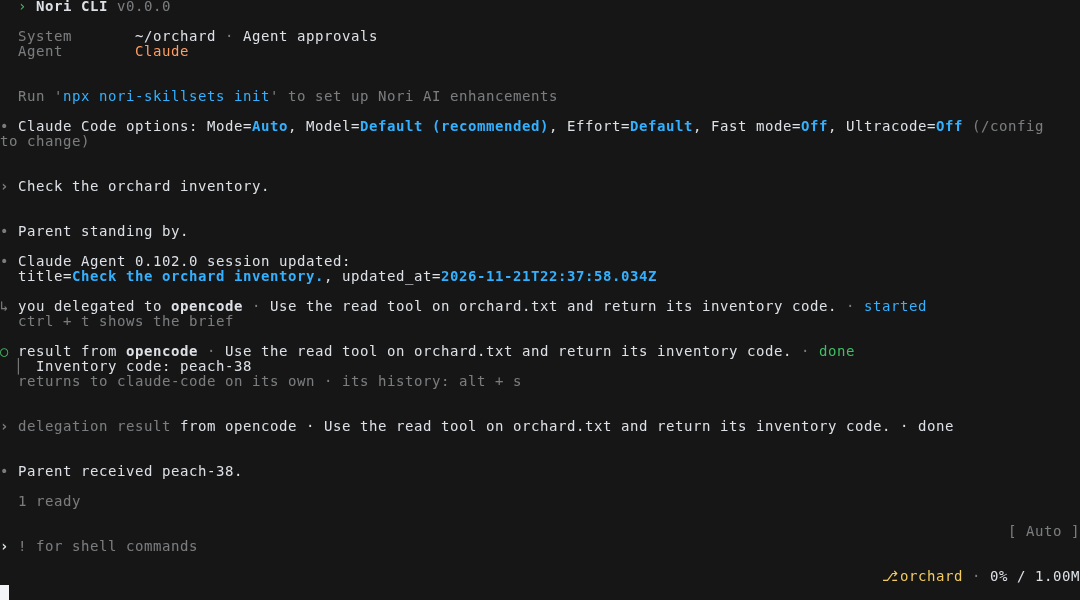 › Nori CLI v0.0.0
System ~/orchard · Agent approvals
Agent Claude
Run 'npx nori-skillsets init' to set up Nori AI enhancements
• Claude Code options: Mode=Auto, Model=Default (recommended), Effort=Default, Fast mode=Off, Ultracode=Off (/config
to change)
› Check the orchard inventory.
• Parent standing by.
• Claude Agent 0.102.0 session updated:
title=Check the orchard inventory., updated_at=2026-11-21T22:37:58.034Z
↳ you delegated to opencode · Use the read tool on orchard.txt and return its inventory code. · started
ctrl + t shows the brief
○ result from opencode · Use the read tool on orchard.txt and return its inventory code. · done
│ Inventory code: peach-38
returns to claude-code on its own · its history: alt + s
› delegation result from opencode · Use the read tool on orchard.txt and return its inventory code. · done
• Parent received peach-38.
1 ready
[ Auto ]
› ! for shell commands
⎇orchard · 0% / 1.00M